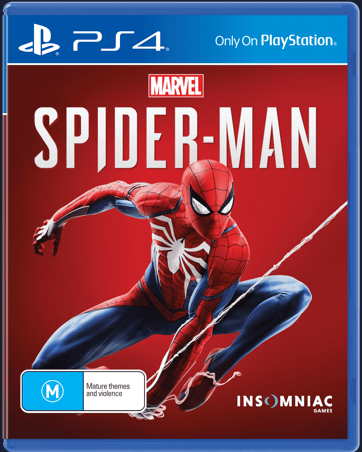 PS4
Only On PlayStation®
MARVEL
SPIDER-MAN
M
Mature themes
and violence
INSOMNIAC
GAMES